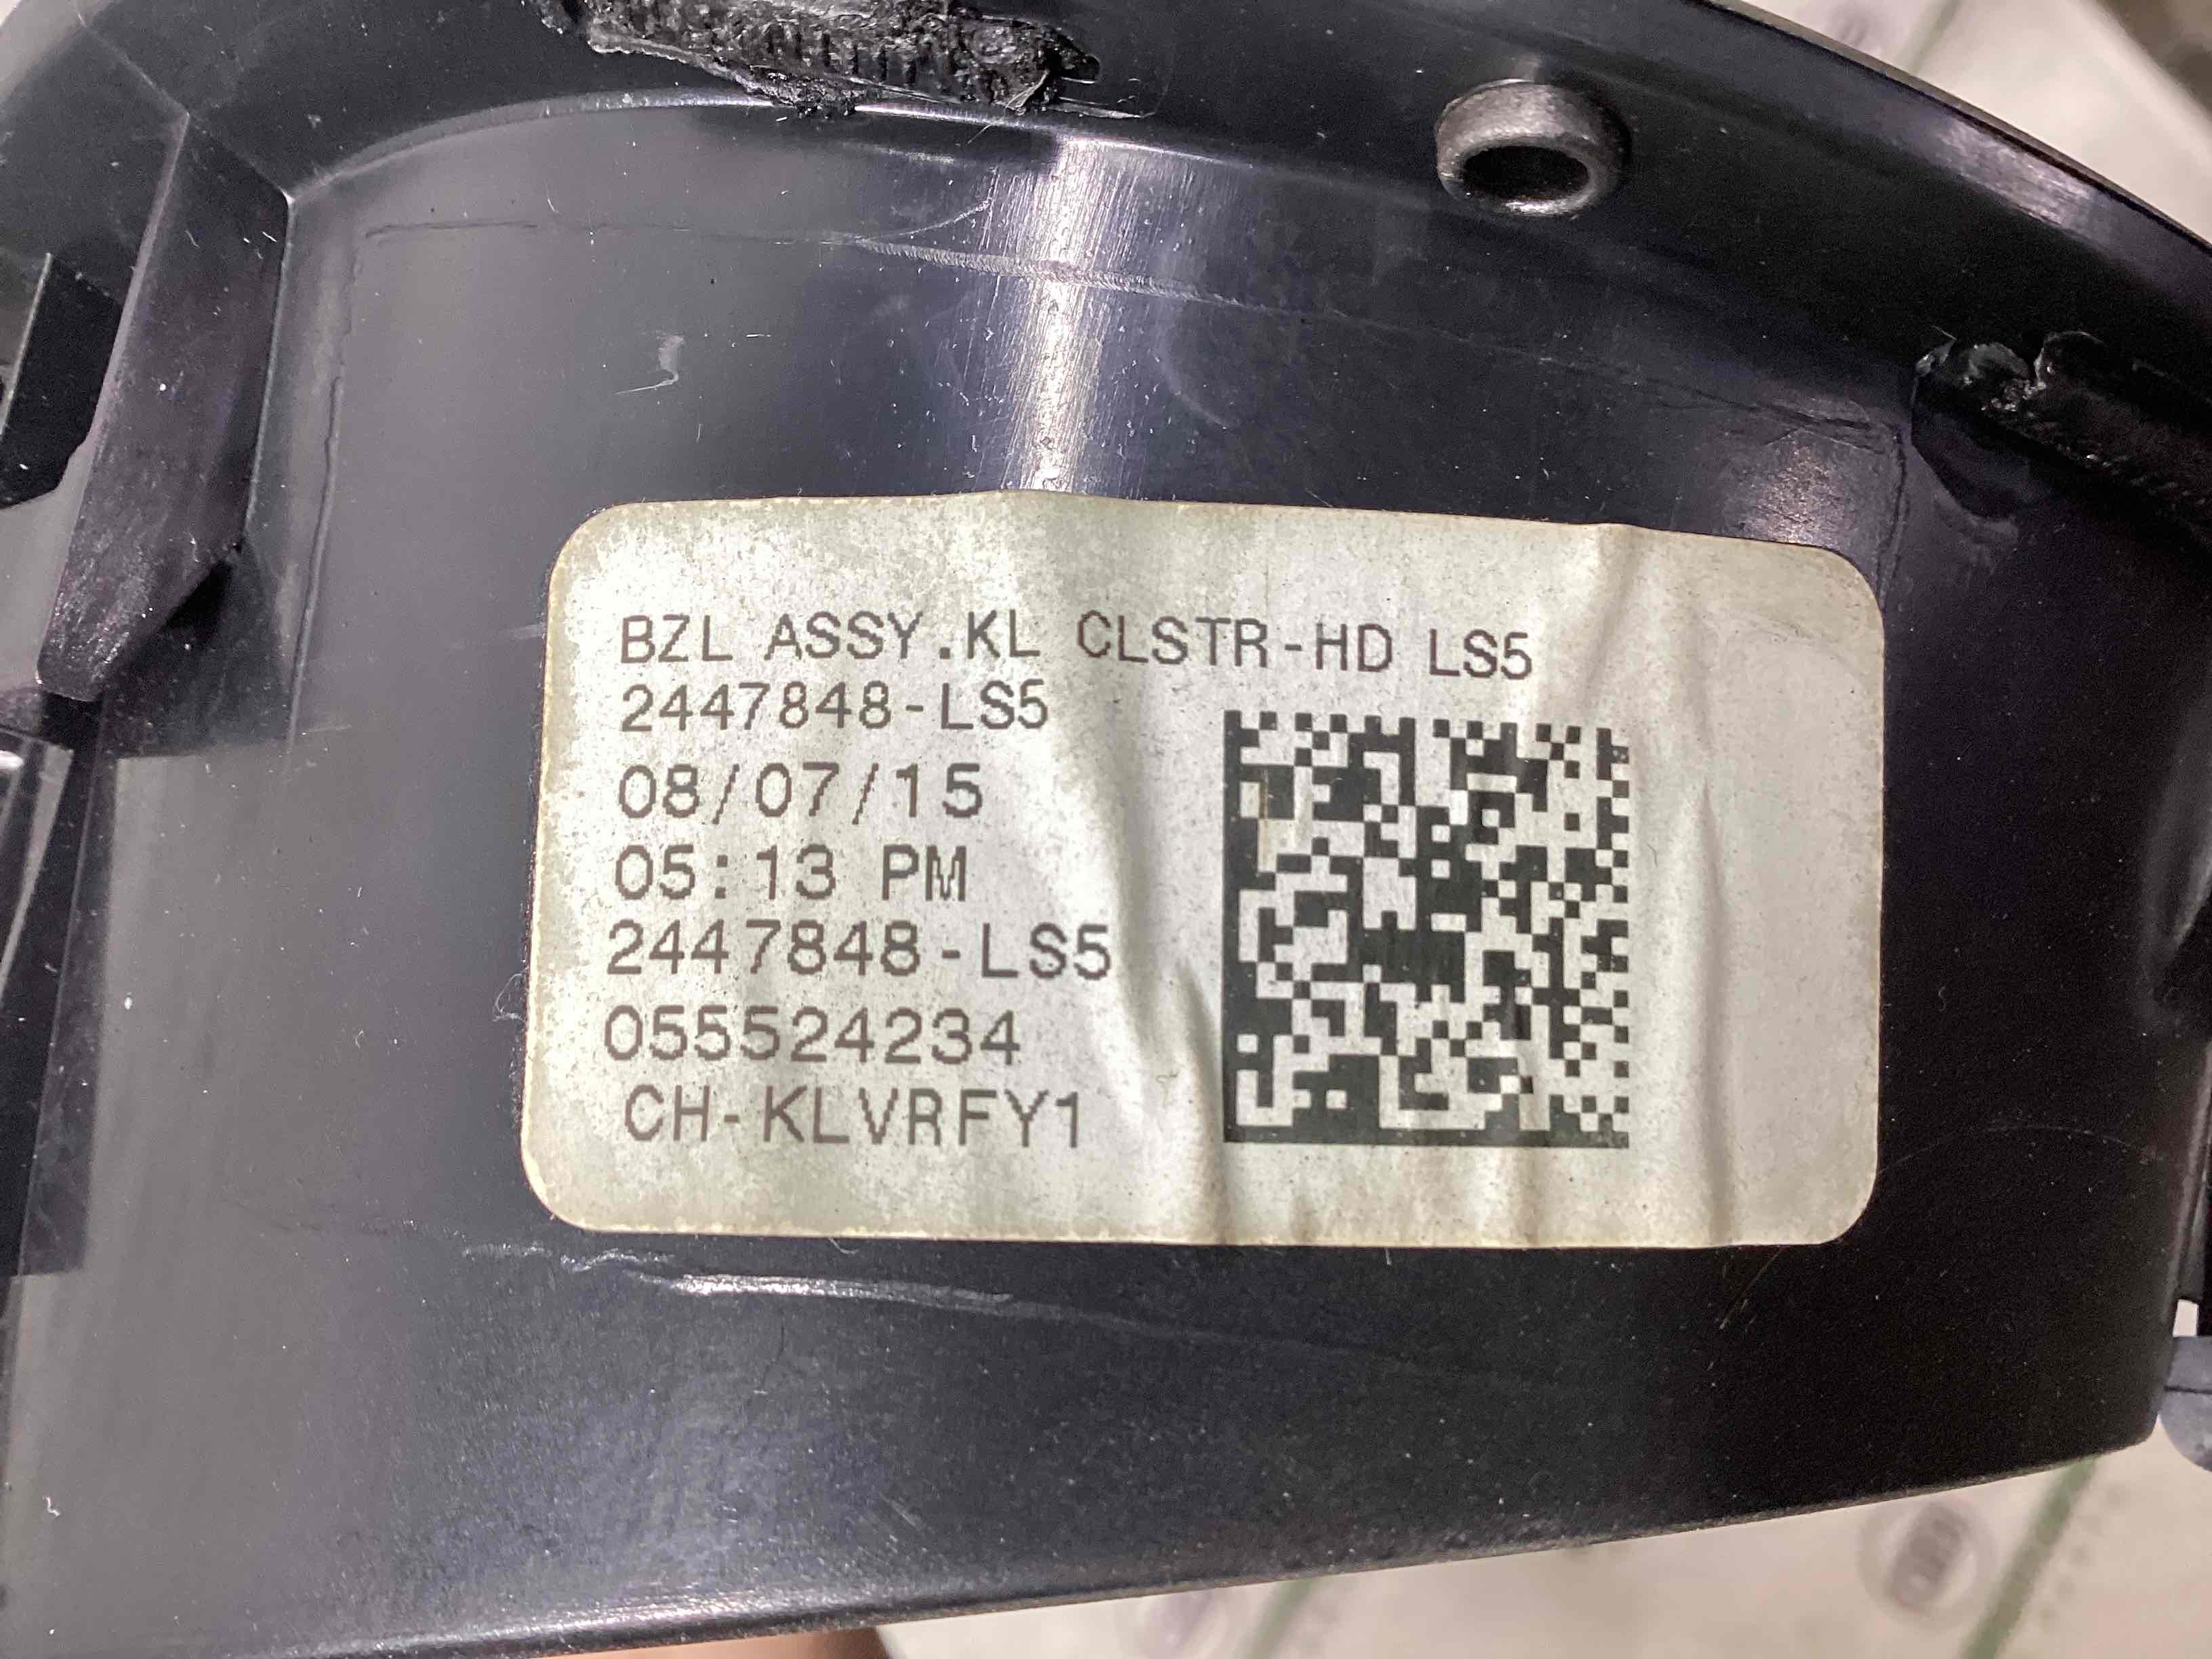 BZL ASSY.KL CLSTR-HD LS5
2447848-LS5
08/07/15
05:13 PM
2447848-LS5
055524234
CH-KLVRFY1